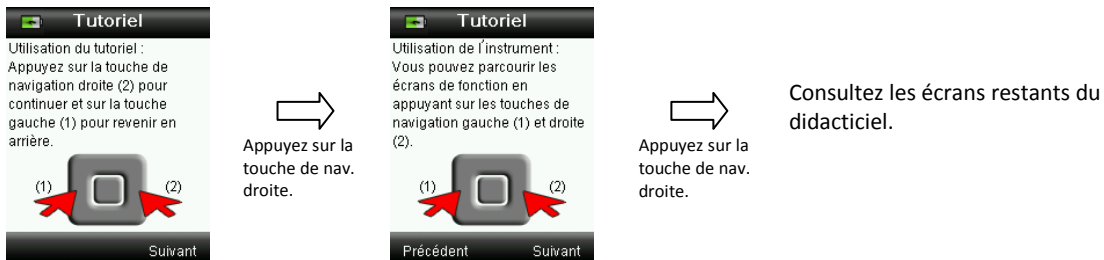 Tutoriel
Utilisation du tutoriel :
Appuyez sur la touche de
navigation droite (2) pour
continuer et sur la touche
gauche (1) pour revenir en
arrière.
(1)
(2)
Suivant
Appuyez sur la
touche de nav.
droite.
Tutoriel
Utilisation de l'instrument :
Vous pouvez parcourir les
écrans de fonction en
appuyant sur les touches de
navigation gauche (1) et droite
(2).
(1)
(2)
Précédent Suivant
Appuyez sur la
touche de nav.
droite.
Consultez les écrans restants du
didacticiel.